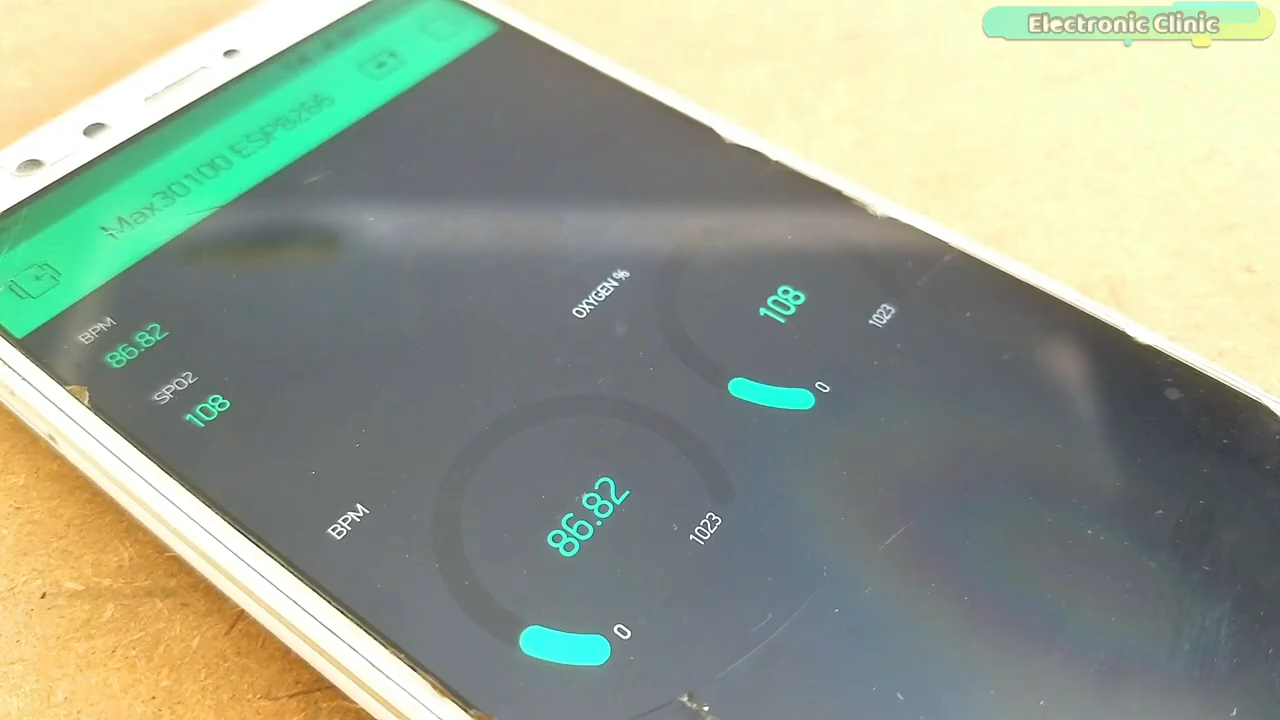 Electronic Clinic
Max30100 ESP8266
BPM
86.82
SPO2
108
OXYGEN %
108
0
1023
BPM
86.82
0
1023